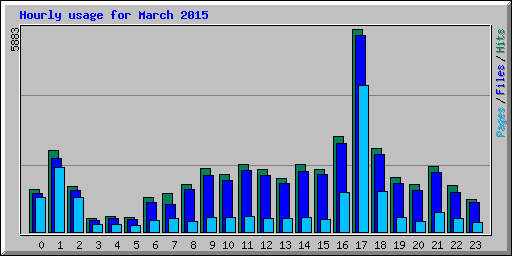 Hourly usage for March 2015
5883
Pages / Files / Hits
0 1 2 3 4 5 6 7 8 9 10 11 12 13 14 15 16 17 18 19 20 21 22 23